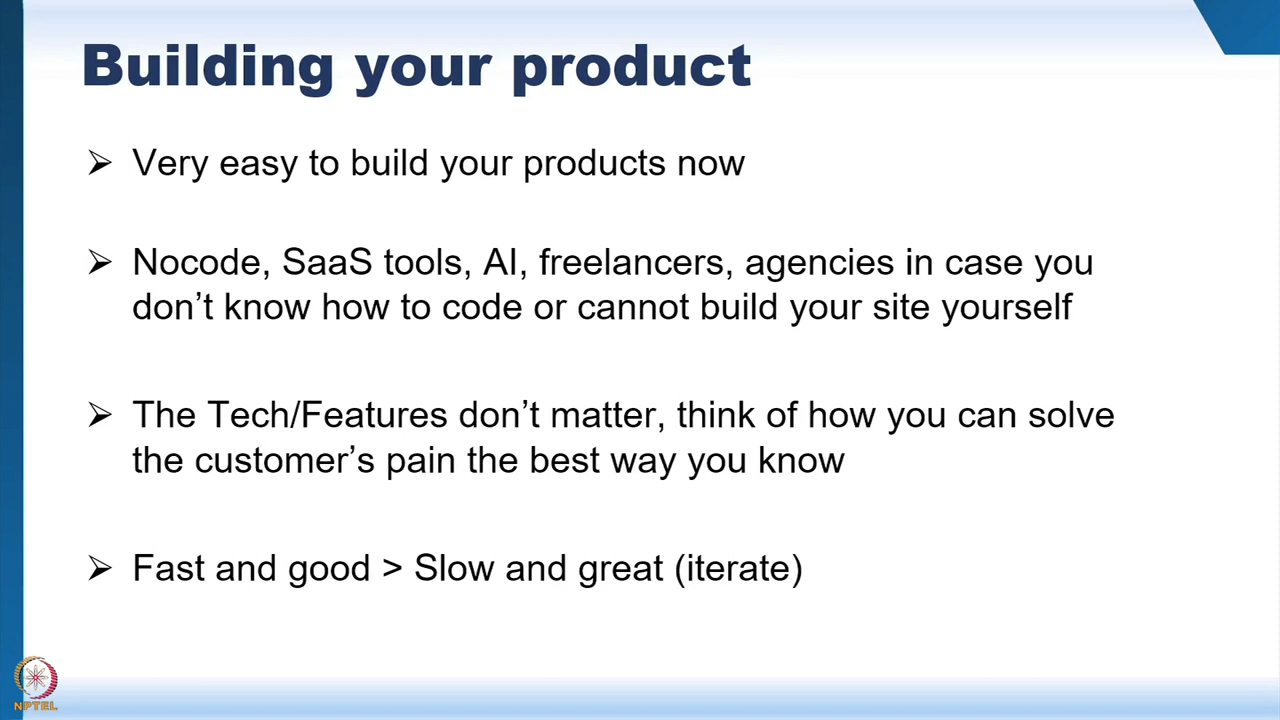 Building your product
➢ Very easy to build your products now
➢ Nocode, SaaS tools, AI, freelancers, agencies in case you
don’t know how to code or cannot build your site yourself
➢ The Tech/Features don’t matter, think of how you can solve
the customer’s pain the best way you know
➢ Fast and good > Slow and great (iterate)
NPTEL